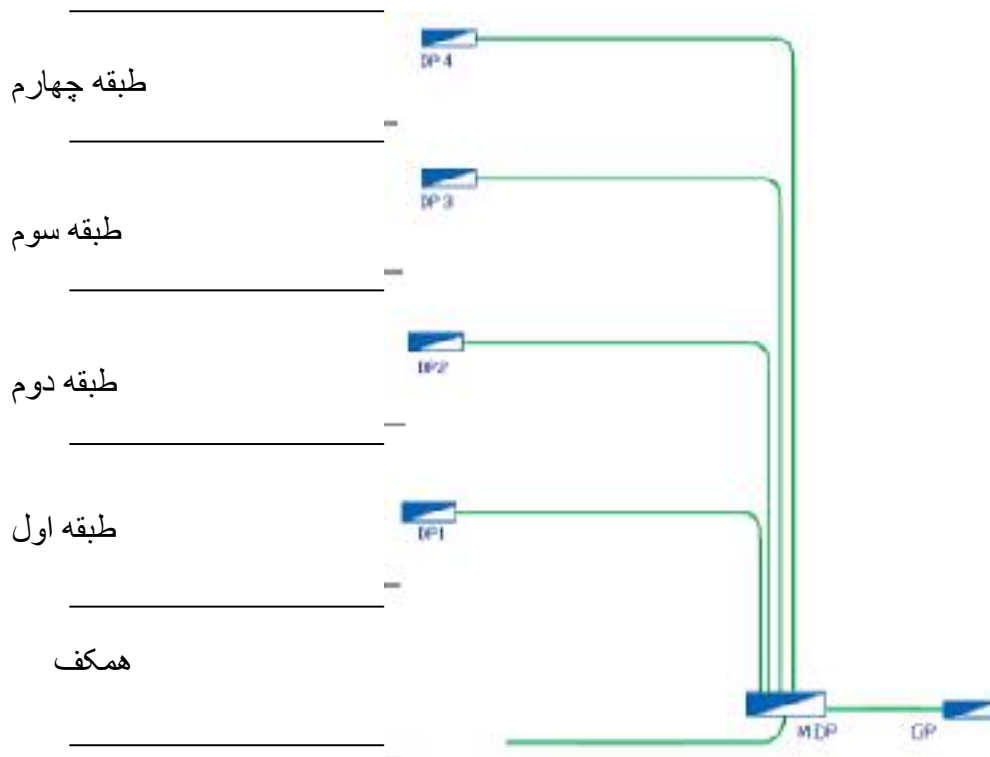 طبقه چهارم
DP4
طبقه سوم
DP3
طبقه دوم
DP2
طبقه اول
DP1
همکف
MDP
GP